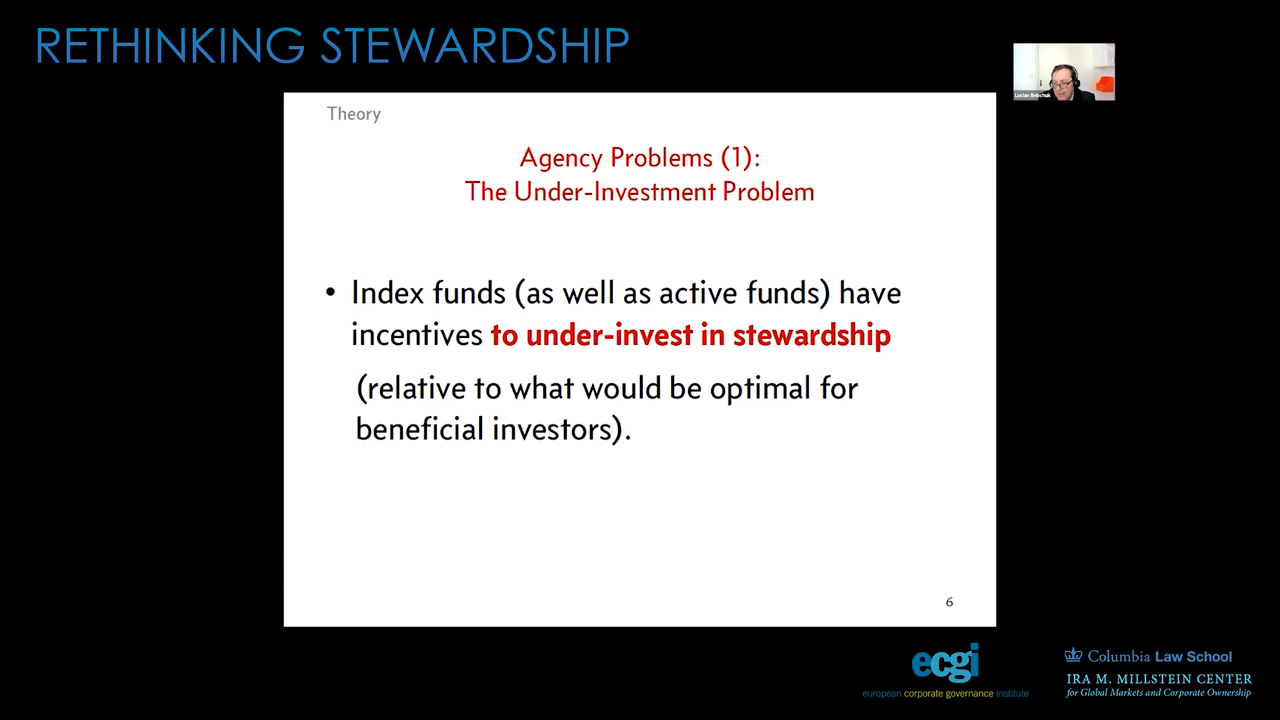 RETHINKING STEWARDSHIP
Lucian Bebchuk
Theory
Agency Problems (1):
The Under-Investment Problem
• Index funds (as well as active funds) have
incentives to under-invest in stewardship
(relative to what would be optimal for
beneficial investors).
6
ecgi
european corporate governance institute
Columbia Law School
IRA M. MILLSTEIN CENTER
for Global Markets and Corporate Ownership